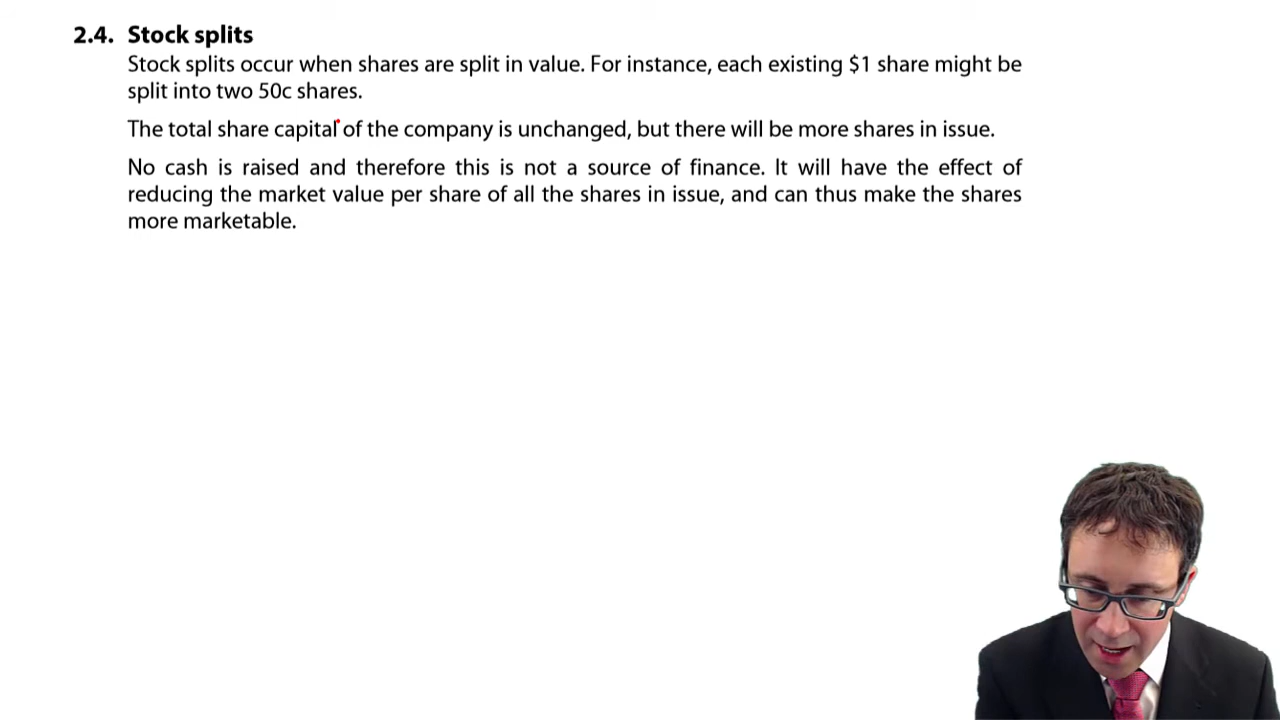 2.4. Stock splits
Stock splits occur when shares are split in value. For instance, each existing $1 share might be
split into two 50c shares.
The total share capital of the company is unchanged, but there will be more shares in issue.
No cash is raised and therefore this is not a source of finance. It will have the effect of
reducing the market value per share of all the shares in issue, and can thus make the shares
more marketable.